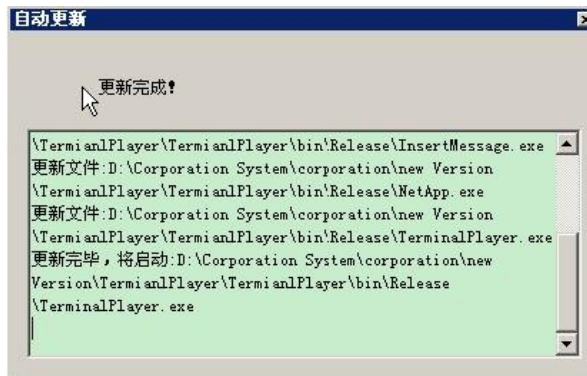 自动更新
更新完成!
\TermianlPlayer\TermianlPlayer\bin\Release\InsertMessage.exe
更新文件:D:\Corporation System\corporation\new Version
\TermianlPlayer\TermianlPlayer\bin\Release\NetApp.exe
更新文件:D:\Corporation System\corporation\new Version
\TermianlPlayer\TermianlPlayer\bin\Release\TerminalPlayer.exe
更新完毕，将启动:D:\Corporation System\corporation\new
Version\TermianlPlayer\TermianlPlayer\bin\Release
\TerminalPlayer.exe